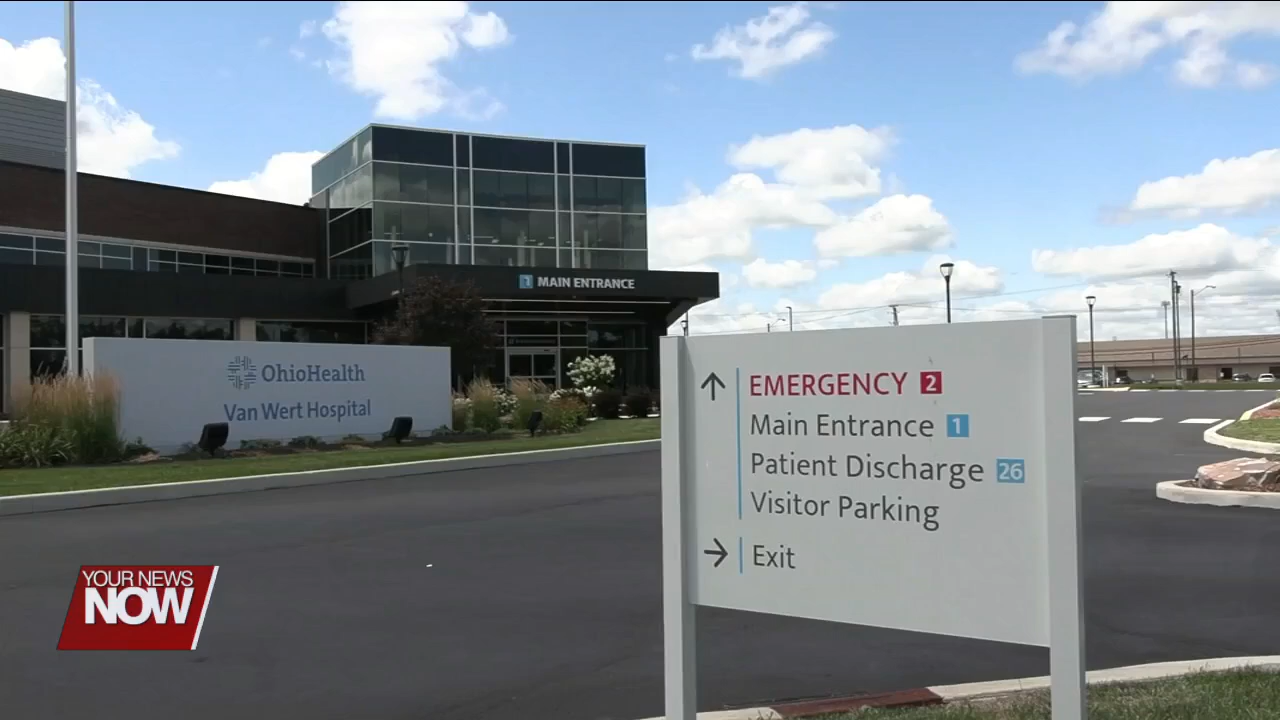 1 MAIN ENTRANCE
OhioHealth
Van Wert Hospital
EMERGENCY 2
Main Entrance 1
Patient Discharge 26
Visitor Parking
Exit
YOUR NEWS
NOW